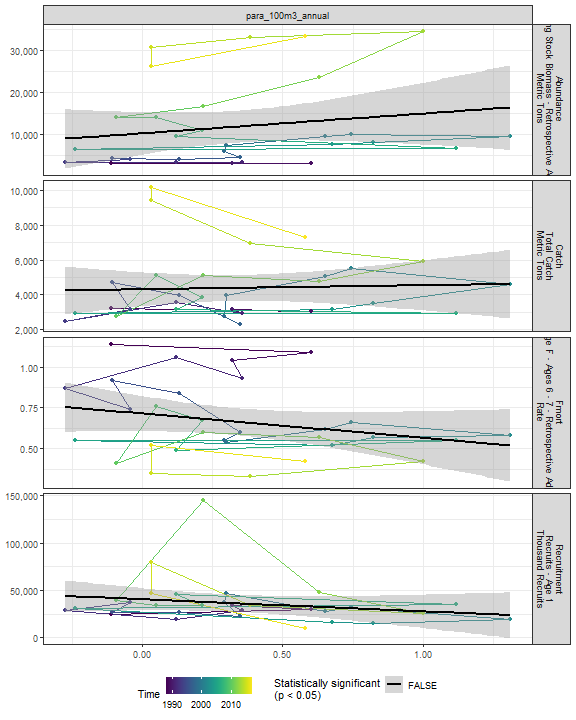 para_100m3_annual
30,000
20,000
10,000
Abundance
ng Stock Biomass - Retrospective A
Metric Tons
10,000
8,000
6,000
4,000
2,000
Catch
Total Catch
Metric Tons
1.00
0.75
0.50
Fmort
F - Ages 6 - 7 - Retrospective Ad
Rate
150,000
100,000
50,000
0
Recruitment
Recruits - Age 1
Thousand Recruits
0.00 0.50 1.00
Time
1990 2000 2010
Statistically significant
(p < 0.05)
FALSE